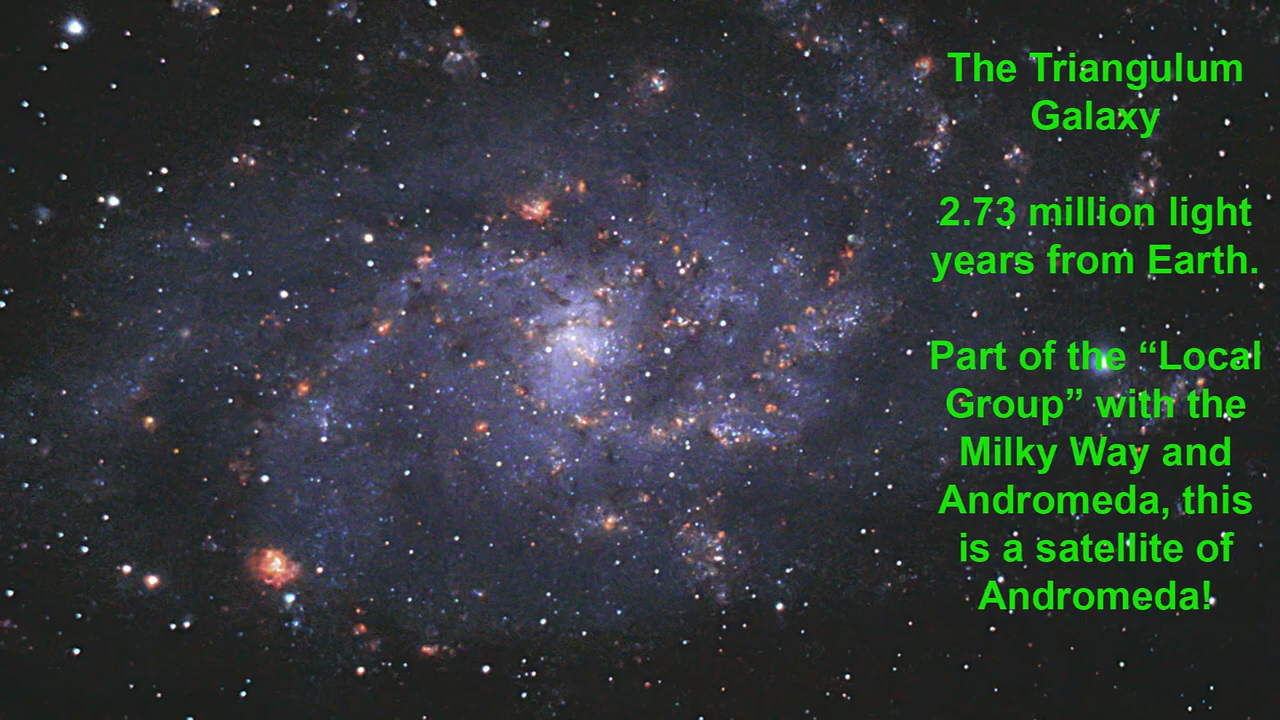 The Triangulum
Galaxy
2.73 million light
years from Earth.
Part of the “Local
Group” with the
Milky Way and
Andromeda, this
is a satellite of
Andromeda!